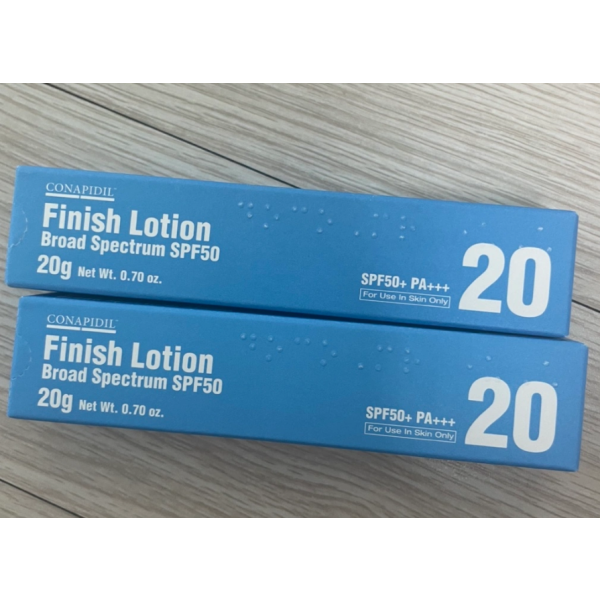 CONAPIDIL™
Finish Lotion
Broad Spectrum SPF50
20g Net Wt. 0.70 oz.
SPF50+ PA+++
For Use In Skin Only
20
CONAPIDIL™
Finish Lotion
Broad Spectrum SPF50
20g Net Wt. 0.70 oz.
SPF50+ PA+++
For Use In Skin Only
20